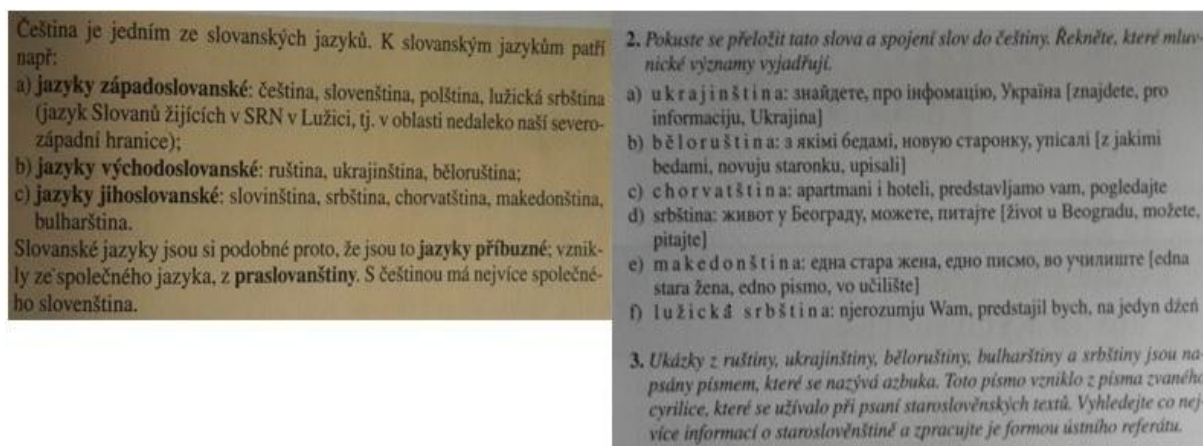 Čeština je jedním ze slovanských jazyků. K slovanským jazykům patří
např:
a) jazyky západoslovanské: čeština, slovenština, polština, lužická srbština
(jazyk Slovanů žijících v SRN v Lužici, tj. v oblasti nedaleko naší severo-
západní hranice);
b) jazyky východoslovanské: ruština, ukrajinština, běloruština;
c) jazyky jihoslovanské: slovinština, srbština, chorvatština, makedonština,
bulharština.
Slovanské jazyky jsou si podobné proto, že jsou to jazyky příbuzné; vznik-
ly ze společného jazyka, z praslovanštiny. S češtinou má nejvíce společné-
ho slovenština.
2. Pokuste se přeložit tato slova a spojení slov do češtiny. Řekněte, které mluv-
nické významy vyjadřují.
a) ukrajinština: знайдете, про інфомацію, Україна [znajdete, pro
informaciju, Ukrajina]
b) běloruština: з якімі бедамі, новую старонку, упісалі [z jakimi
bedami, novuju staronku, upisali]
c) chorvatština: apartmani i hoteli, predstavljamo vam, pogledajte
d) srbština: живот у Београду, можете, питајте [život u Beogradu, možete,
pitajte]
e) makedonština: една стара жена, едно писмо, во училиште [edna
stara žena, edno pismo, vo učilište]
f) lužická srbština: njerozumju Wam, predstajil bych, na jedyn dźeń
3. Ukázky z ruštiny, ukrajinštiny, běloruštiny, bulharštiny a srbštiny jsou na-
psány písmem, které se nazývá azbuka. Toto písmo vzniklo z písma zvaného
cyrilice, které se užívalo při psaní staroslověnských textů. Vyhledejte co nej-
více informací o staroslověnštině a zpracujte je formou ústního referátu.